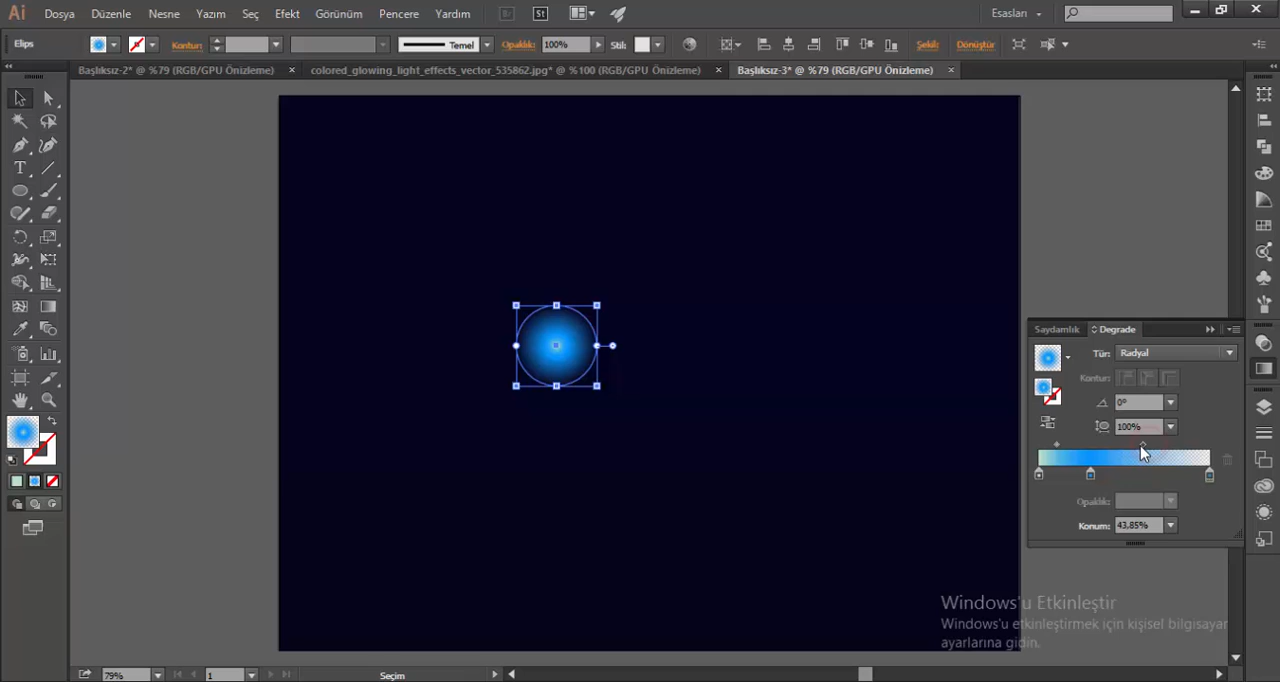 Ai Dosya Düzenle Nesne Yazım Seç Efekt Görünüm Pencere Yardım Br St Esasları
Elips Kontur: Temel Opaklık: 100% Stil: Şekil: Dönüştür
Başlıksız-2* @ %79 (RGB/GPU Önizleme) × colored_glowing_light_effects_vector_535862.jpg* @ %100 (RGB/GPU Önizleme) × Başlıksız-3* @ %79 (RGB/GPU Önizleme) ×
Saydamlık Degrade
Tür: Radyal
Kontur:
0°
100%
Opaklık:
Konum: 43,85%
Windows'u Etkinleştir
Windows'u etkinleştirmek için kişisel bilgisayar
ayarlarına gidin.
79% 1 Seçim